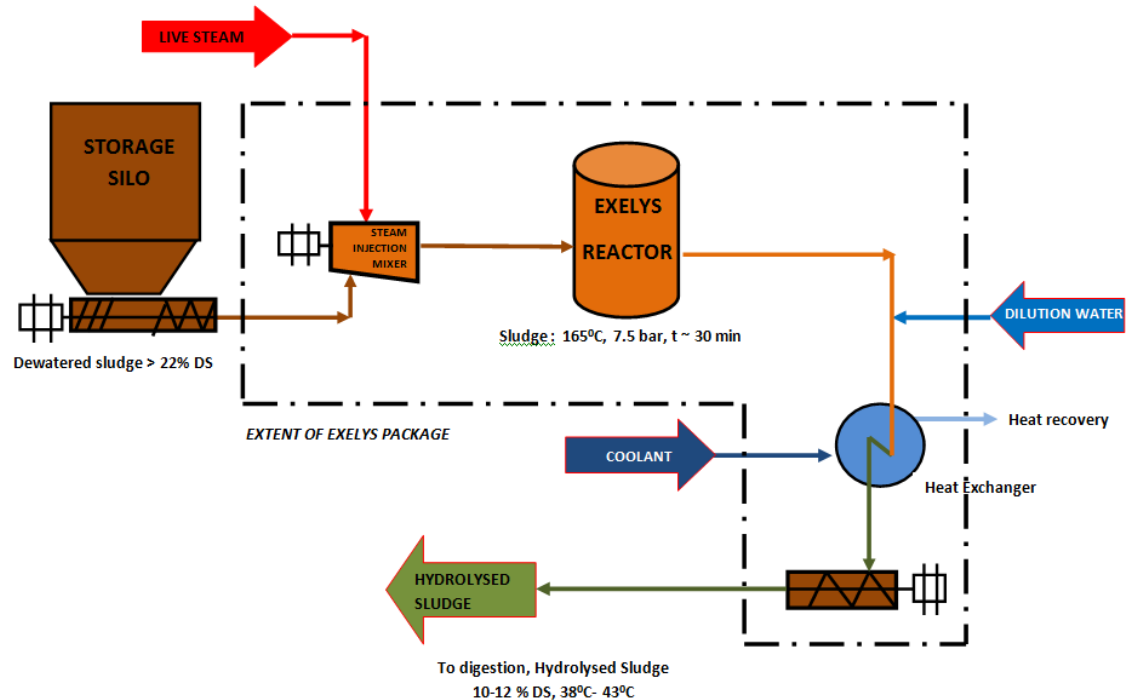 LIVE STEAM
STORAGE
SILO
STEAM
INJECTION
MIXER
EXELYS
REACTOR
DILUTION WATER
Sludge : 165⁰C, 7.5 bar, t ~ 30 min
Dewatered sludge > 22% DS
EXTENT OF EXELYS PACKAGE
Heat recovery
COOLANT
Heat Exchanger
HYDROLYSED
SLUDGE
To digestion, Hydrolysed Sludge
10-12 % DS, 38⁰C- 43⁰C